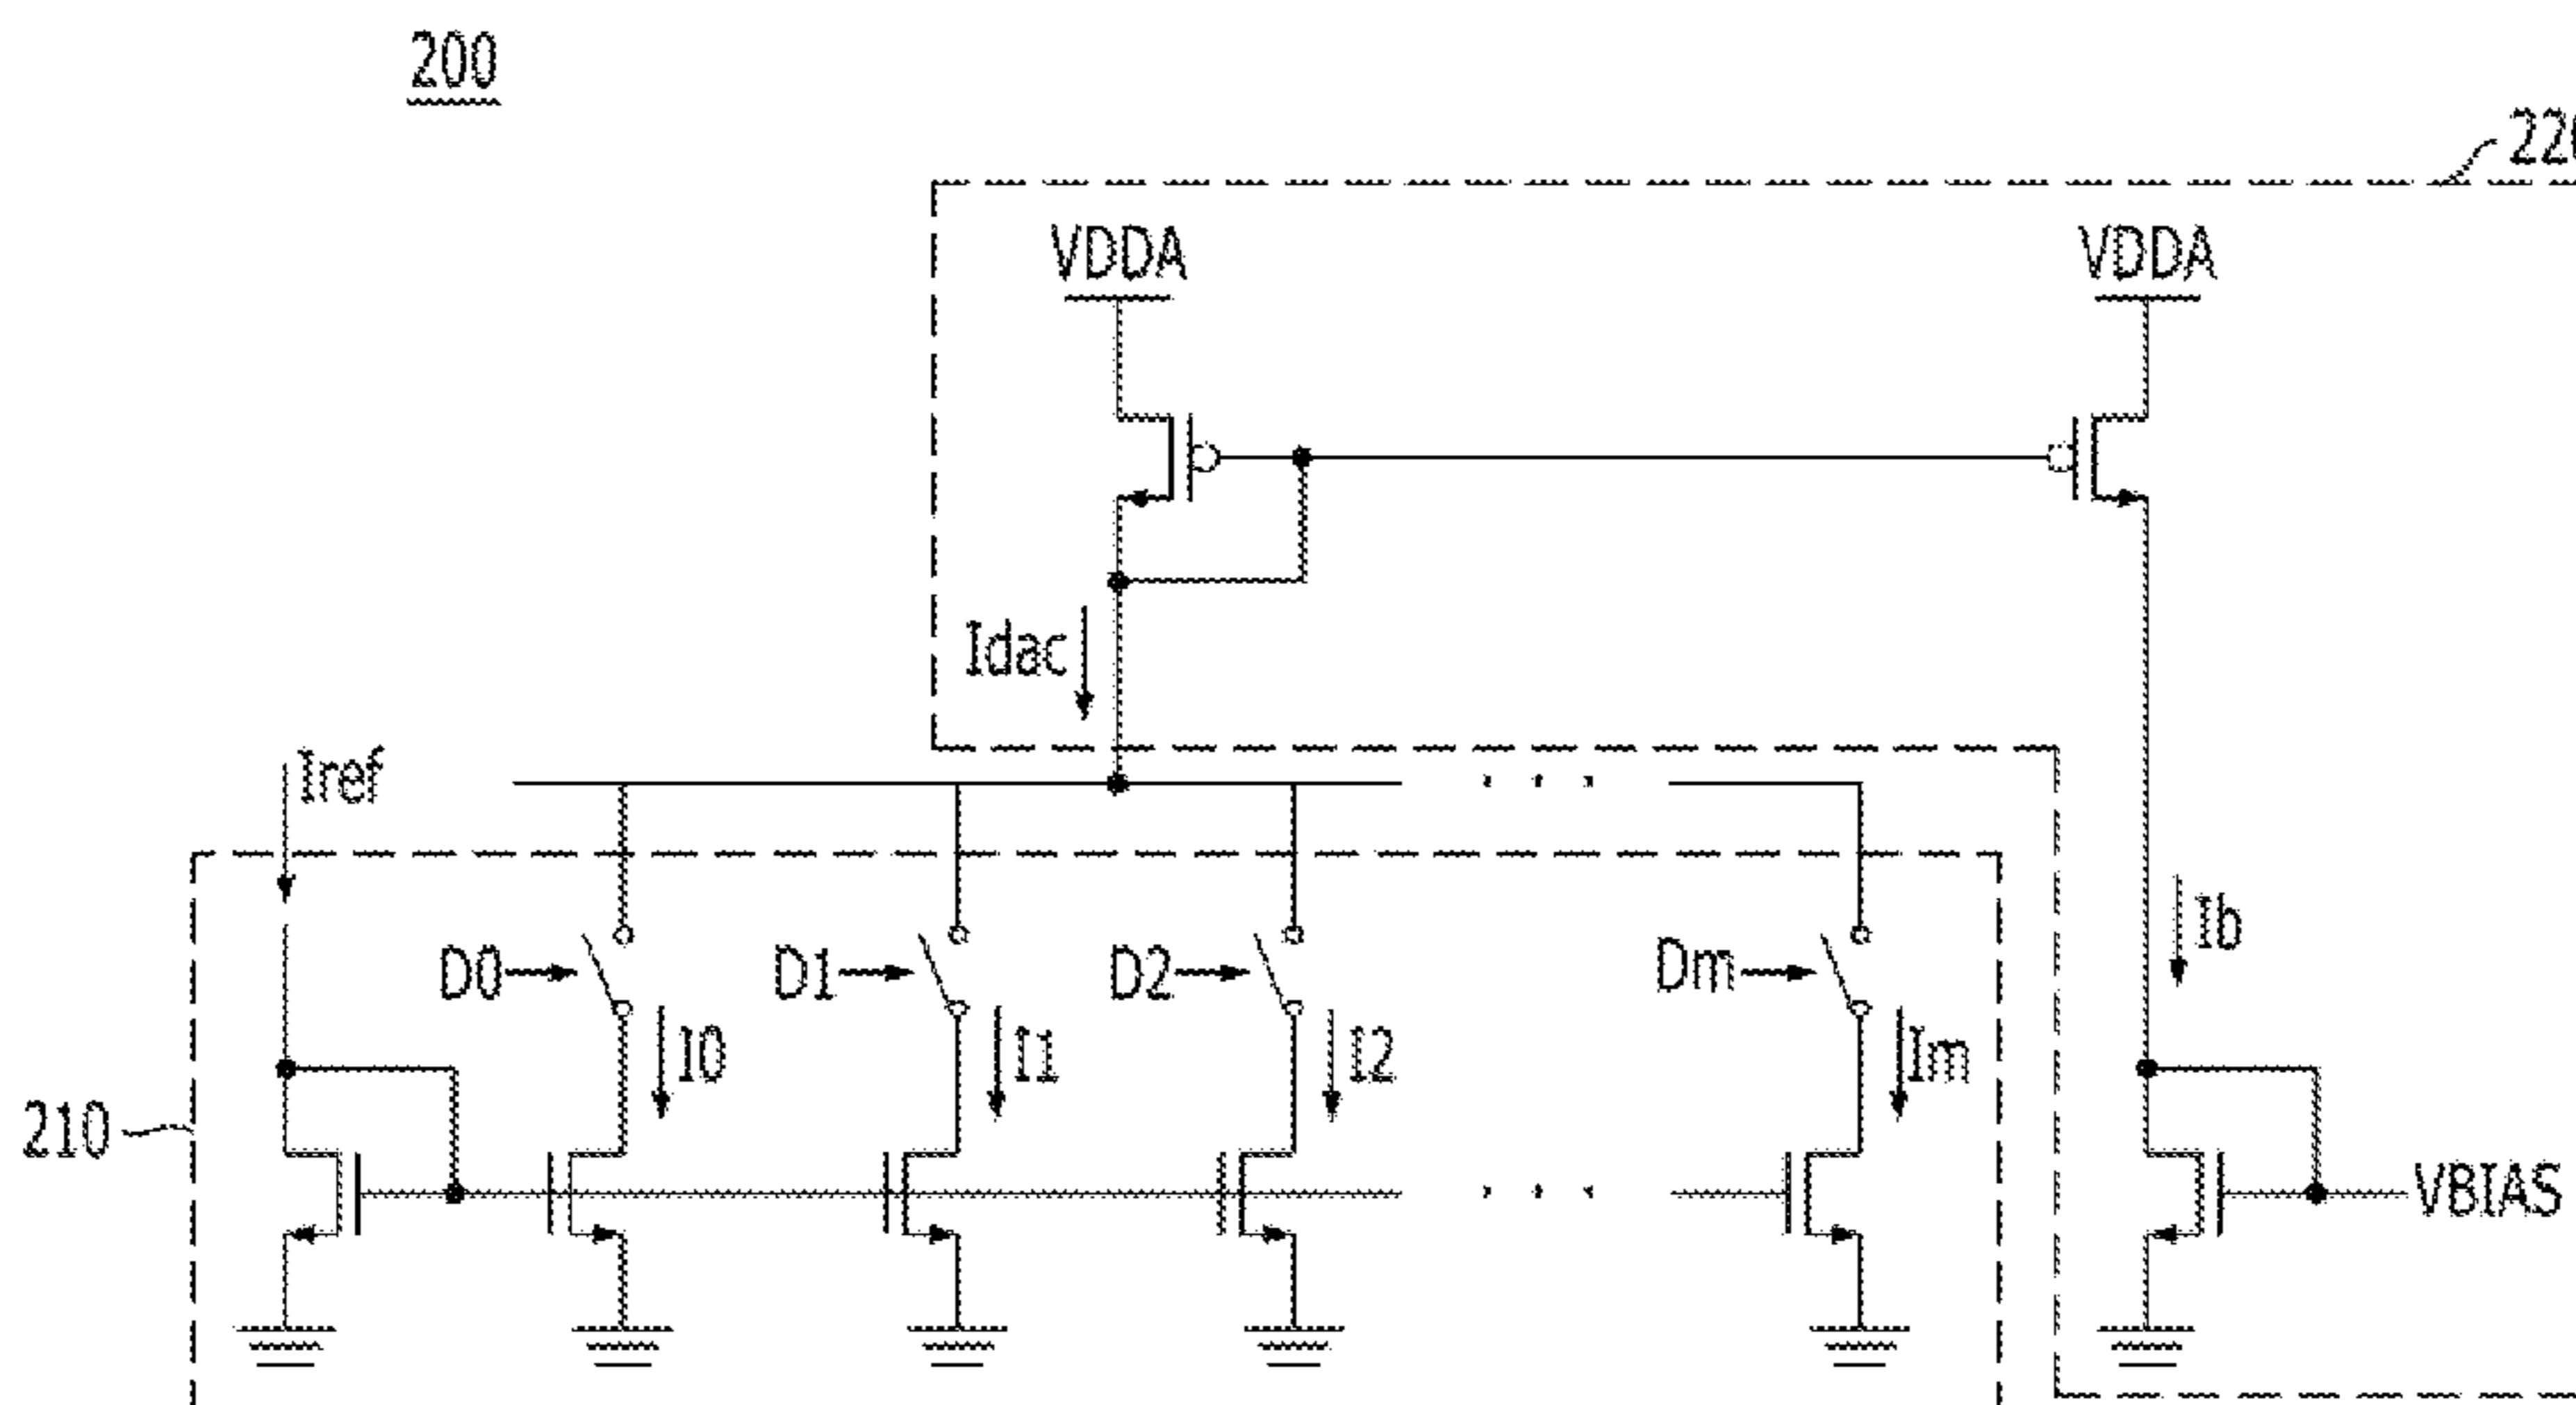 200
220
VDDA
VDDA
Idac
Iref
D0
D1
D2
Dm
Ib
I0
I1
I2
Im
210
VBIAS